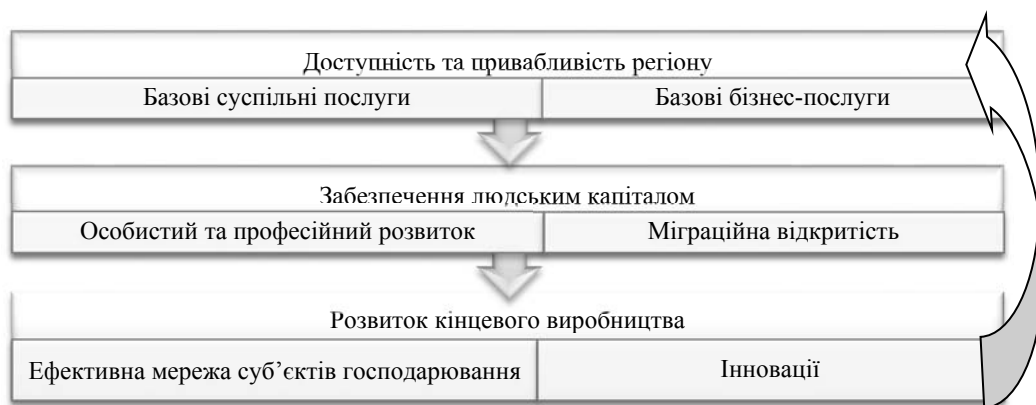 Доступність та привабливість регіону
Базові суспільні послуги
Базові бізнес-послуги
Забезпечення людським капіталом
Особистий та професійний розвиток
Міграційна відкритість
Розвиток кінцевого виробництва
Ефективна мережа суб’єктів господарювання
Інновації